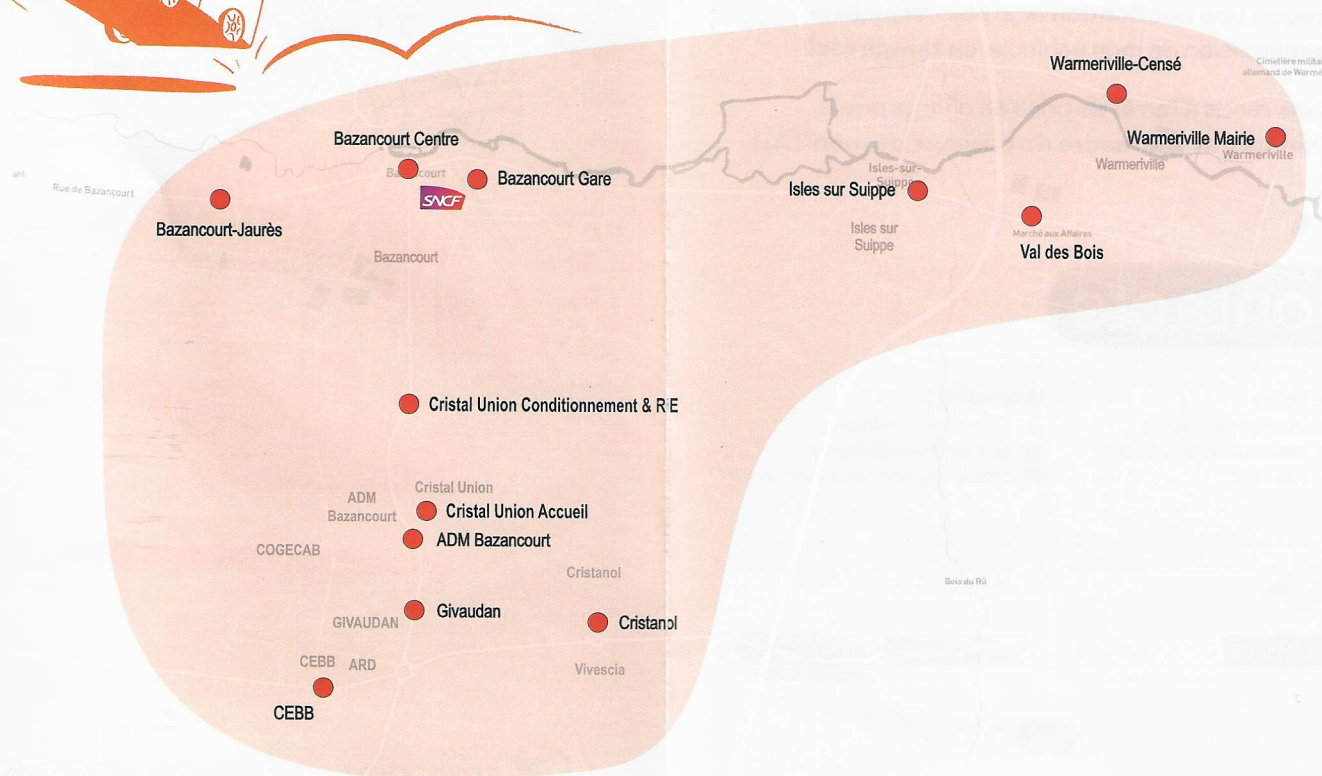 Warmeriville-Censé
Cimetière milita
allemand de Warmé
Bazancourt Centre
Warmeriville Mairie
Warmeriville
Bazancourt
Isles-sur-
Suippe
Warmeriville
Rue de Bazancourt
SNCF
Bazancourt Gare
Isles sur Suippe
Bazancourt-Jaurès
Isles sur
Suippe
Marché aux Affaires
Val des Bois
Bazancourt
Cristal Union Conditionnement & RIE
Cristal Union
ADM
Bazancourt
Cristal Union Accueil
ADM Bazancourt
COGECAB
Cristanol
Bois du Rû
Givaudan
GIVAUDAN
Cristanol
CEBB
ARD
Vivescia
CEBB